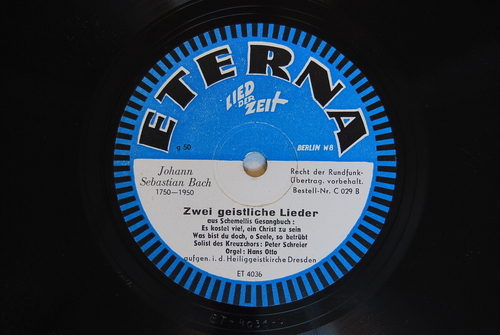 ETERNA
LIED
DER
ZEIT
g 50
BERLIN W 8
Johann
Sebastian Bach
1750—1950
Recht der Rundfunk-
Übertrag. vorbehalt.
Bestell-Nr. C 029 B
Zwei geistliche Lieder
aus Schemellis Gesangbuch:
Es kostet viel, ein Christ zu sein
Was bist du doch, o Seele, so betrübt
Solist des Kreuzchors: Peter Schreier
Orgel: Hans Otto
aufgen. i. d. Heiliggeistkirche Dresden
ET 4036